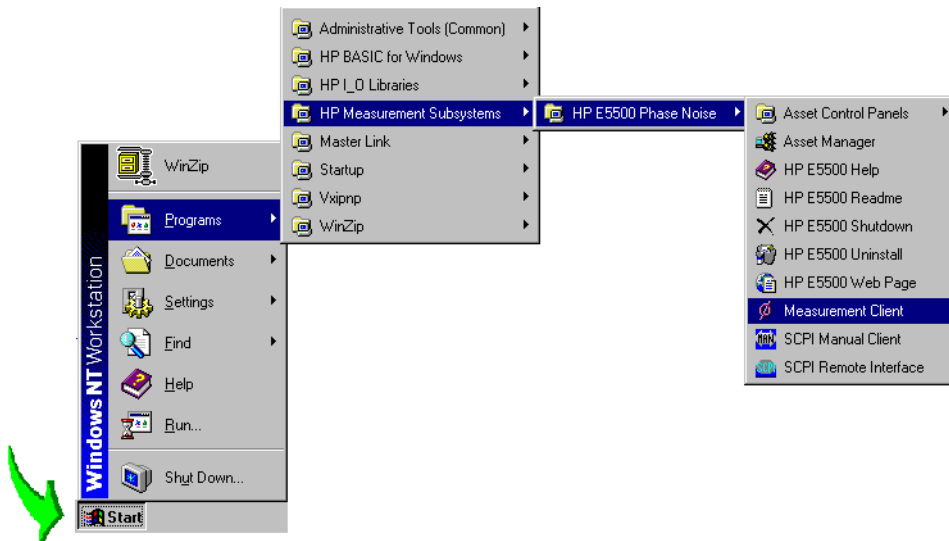 Administrative Tools (Common)
HP BASIC for Windows
HP I_O Libraries
HP Measurement Subsystems
Master Link
Startup
Vxipnp
WinZip
HP E5500 Phase Noise
Asset Control Panels
Asset Manager
HP E5500 Help
HP E5500 Readme
HP E5500 Shutdown
HP E5500 Uninstall
HP E5500 Web Page
Measurement Client
MAN SCPI Manual Client
SCPI SCPI Remote Interface
WinZip
Programs
Documents
Settings
Find
Help
Run...
Shut Down...
Windows NT Workstation
Start